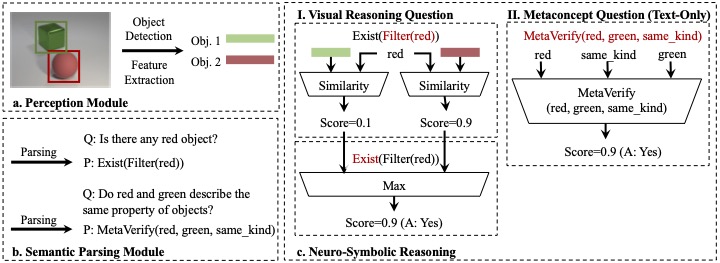 Object
Detection
Feature
Extraction
Obj. 1
Obj. 2
a. Perception Module
Parsing
Q: Is there any red object?
P: Exist(Filter(red))
Parsing
Q: Do red and green describe the
same property of objects?
P: MetaVerify(red, green, same_kind)
b. Semantic Parsing Module
I. Visual Reasoning Question
Exist(Filter(red))
red
Similarity
Similarity
Score=0.1
Score=0.9
Exist(Filter(red))
Max
Score=0.9 (A: Yes)
II. Metaconcept Question (Text-Only)
MetaVerify(red, green, same_kind)
red
same_kind
green
MetaVerify
(red, green, same_kind)
Score=0.9 (A: Yes)
c. Neuro-Symbolic Reasoning